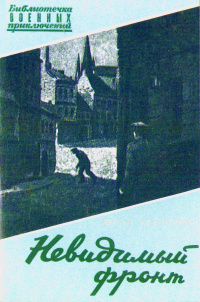 Библиотечка
ВОЕННЫХ
приключений
Невидимый
фронт